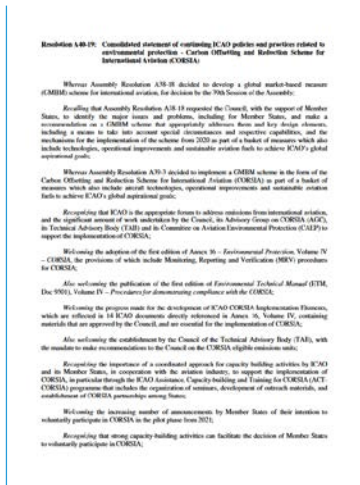 Resolution A40-19: Consolidated statement of continuing ICAO policies and practices related to
environmental protection - Carbon Offsetting and Reduction Scheme for
International Aviation (CORSIA)
Whereas Assembly Resolution A38-18 decided to develop a global market-based measure
(GMBM) scheme for international aviation, for decision by the 39th Session of the Assembly;
Recalling that Assembly Resolution A38-18 requested the Council, with the support of Member
States, to identify the major issues and problems, including for Member States, and make a
recommendation on a GMBM scheme that appropriately addresses them and key design elements,
including a means to take into account special circumstances and respective capabilities, and the
mechanisms for the implementation of the scheme from 2020 as part of a basket of measures which also
include technologies, operational improvements and sustainable aviation fuels to achieve ICAO's global
aspirational goals;
Whereas Assembly Resolution A39-3 decided to implement a GMBM scheme in the form of the
Carbon Offsetting and Reduction Scheme for International Aviation (CORSIA) as part of a basket of
measures which also include aircraft technologies, operational improvements and sustainable aviation
fuels to achieve ICAO's global aspirational goals;
Recognizing that ICAO is the appropriate forum to address emissions from international aviation,
and the significant amount of work undertaken by the Council, its Advisory Group on CORSIA (AGC),
its Technical Advisory Body (TAB) and its Committee on Aviation Environmental Protection (CAEP) to
support the implementation of CORSIA;
Welcoming the adoption of the first edition of Annex 16 – Environmental Protection, Volume IV
– CORSIA, the provisions of which include Monitoring, Reporting and Verification (MRV) procedures
for CORSIA;
Also welcoming the publication of the first edition of Environmental Technical Manual (ETM,
Doc 9501), Volume IV – Procedures for demonstrating compliance with the CORSIA;
Welcoming the progress made for the development of ICAO CORSIA Implementation Elements,
which are reflected in 14 ICAO documents directly referenced in Annex 16, Volume IV, containing
materials that are approved by the Council, and are essential for the implementation of CORSIA;
Also welcoming the establishment by the Council of the Technical Advisory Body (TAB), with
the mandate to make recommendations to the Council on the CORSIA eligible emissions units;
Recognizing the importance of a coordinated approach for capacity building activities by ICAO
and its Member States, in cooperation with the aviation industry, to support the implementation of
CORSIA, in particular through the ICAO Assistance, Capacity-building and Training for CORSIA (ACT-
CORSIA) programme that includes the organization of seminars, development of outreach materials, and
establishment of CORSIA partnerships among States;
Welcoming the increasing number of announcements by Member States of their intention to
voluntarily participate in CORSIA in the pilot phase from 2021;
Recognizing that strong capacity-building activities can facilitate the decision of Member States
to voluntarily participate in CORSIA;